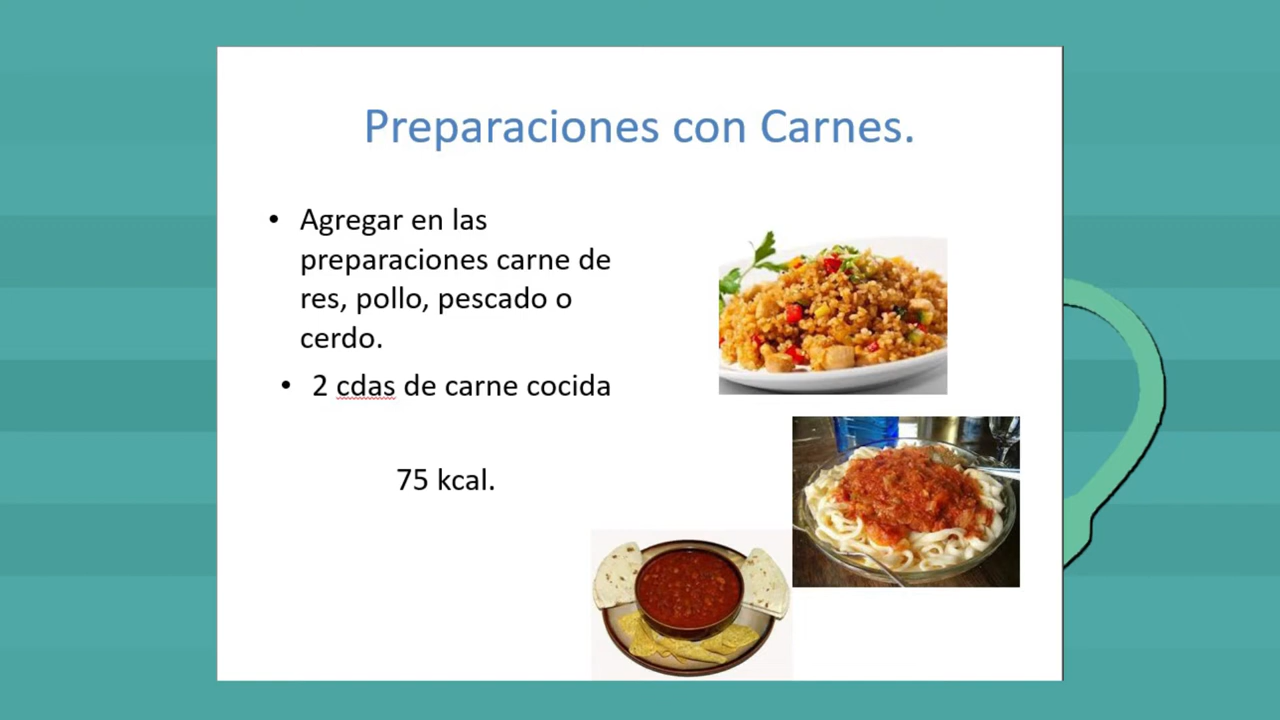 Preparaciones con Carnes.
• Agregar en las
preparaciones carne de
res, pollo, pescado o
cerdo.
• 2 cdas de carne cocida
75 kcal.